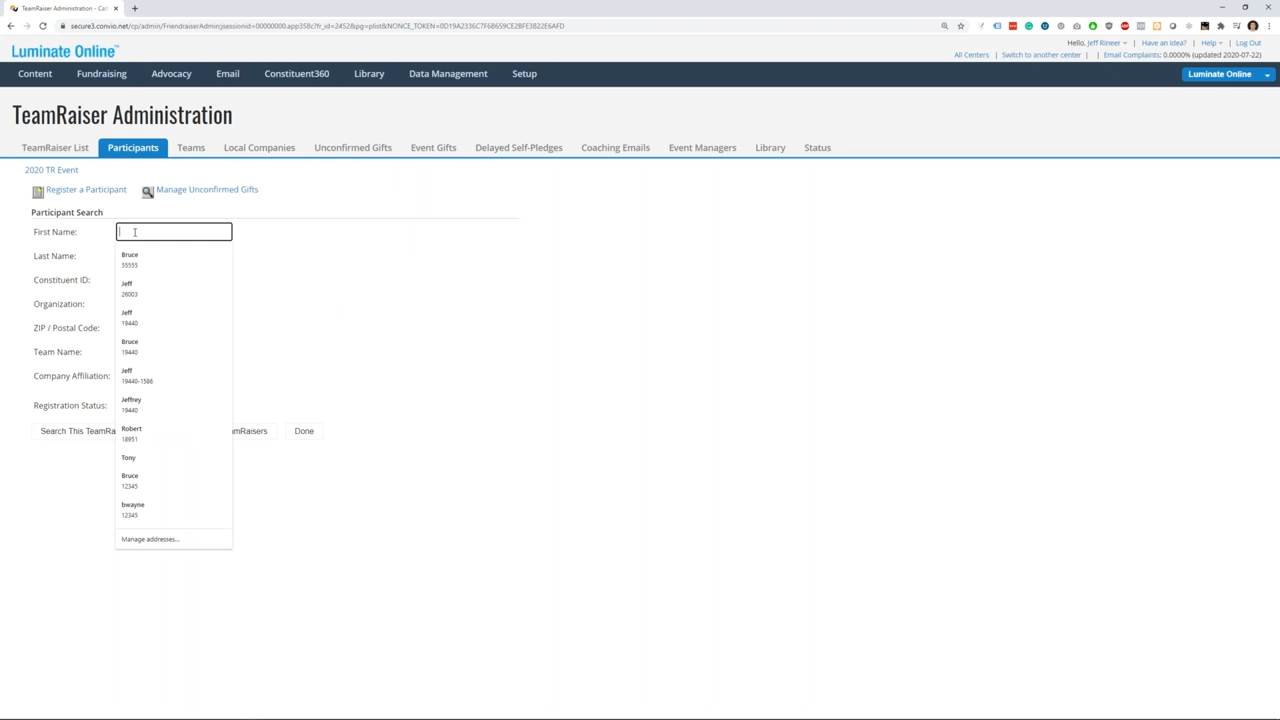 TeamRaiser Administration - Cat
secure3.convio.net/cp/admin/FriendraiserAdmin;jsessionid=00000000.app358c?fr_id=2452&pg=plist&NONCE_TOKEN=0D19A2336C7F6B659CE2BFE3822E6AFD
Luminate Online™
Hello, Jeff Rineer | Have an idea? | Help | Log Out
All Centers | Switch to another center | | Email Complaints: 0.0000% (updated 2020-07-22)
Content Fundraising Advocacy Email Constituent360 Library Data Management Setup Luminate Online
TeamRaiser Administration
TeamRaiser List Participants Teams Local Companies Unconfirmed Gifts Event Gifts Delayed Self-Pledges Coaching Emails Event Managers Library Status
2020 TR Event
Register a Participant Manage Unconfirmed Gifts
Participant Search
First Name:
Last Name:
Constituent ID:
Organization:
ZIP / Postal Code:
Team Name:
Company Affiliation:
Registration Status:
Bruce
55555
Jeff
26003
Jeff
19440
Bruce
19440
Jeff
19440-1586
Jeffrey
19440
Robert
18951
Tony
Bruce
12345
bwayne
12345
Manage addresses...
Search This TeamRa mRaisers Done